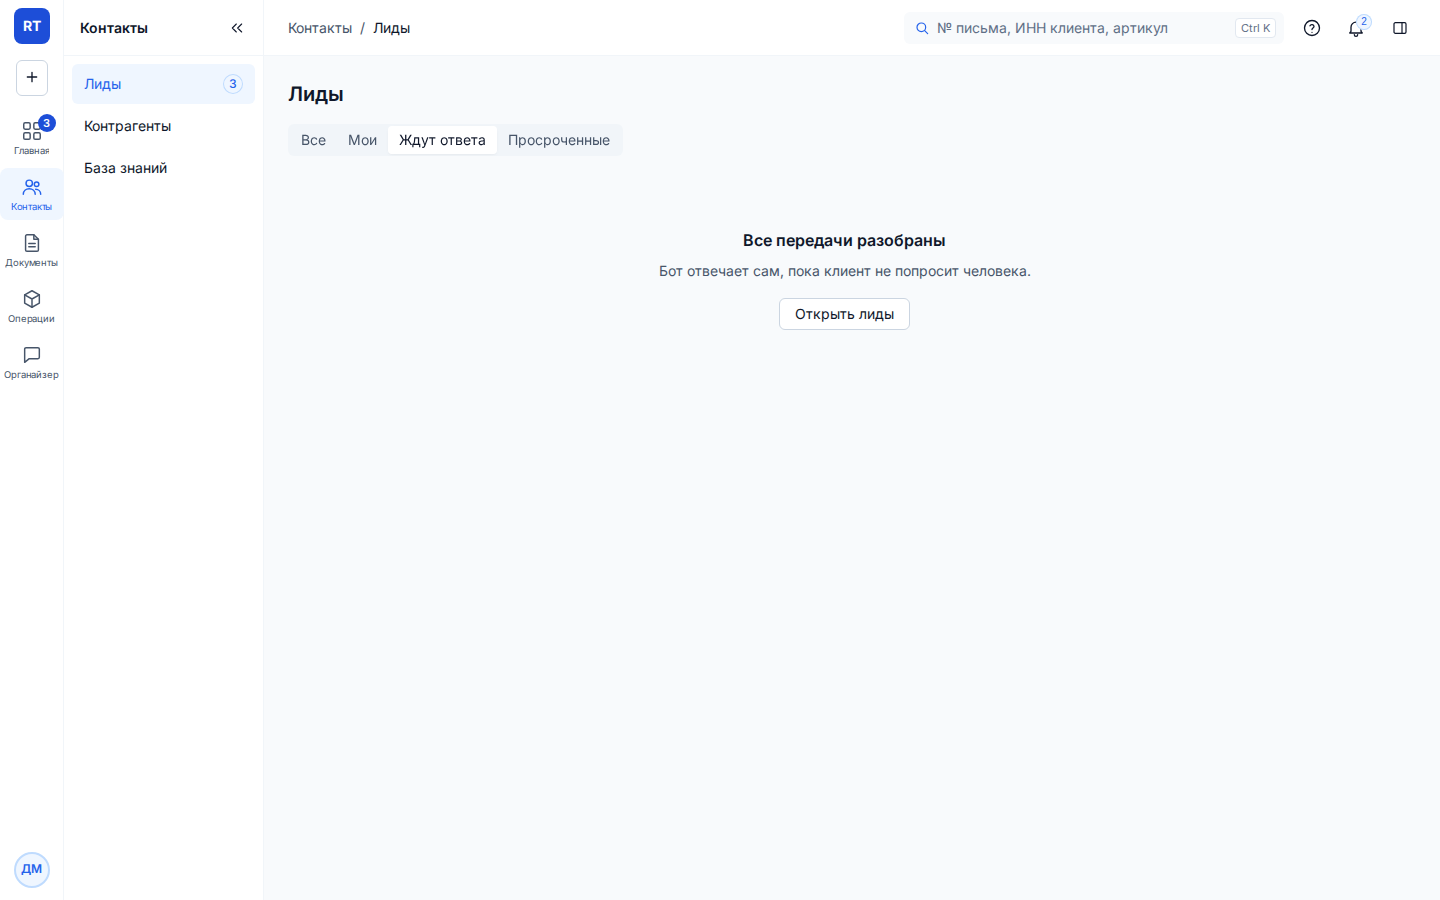 RT
Контакты
Контакты / Лиды
№ письма, ИНН клиента, артикул
Ctrl K
2
Лиды
3
Контрагенты
База знаний
3
Главная
Контакты
Документы
Операции
Органайзер
ДМ
Лиды
Все
Мои
Ждут ответа
Просроченные
Все передачи разобраны
Бот отвечает сам, пока клиент не попросит человека.
Открыть лиды